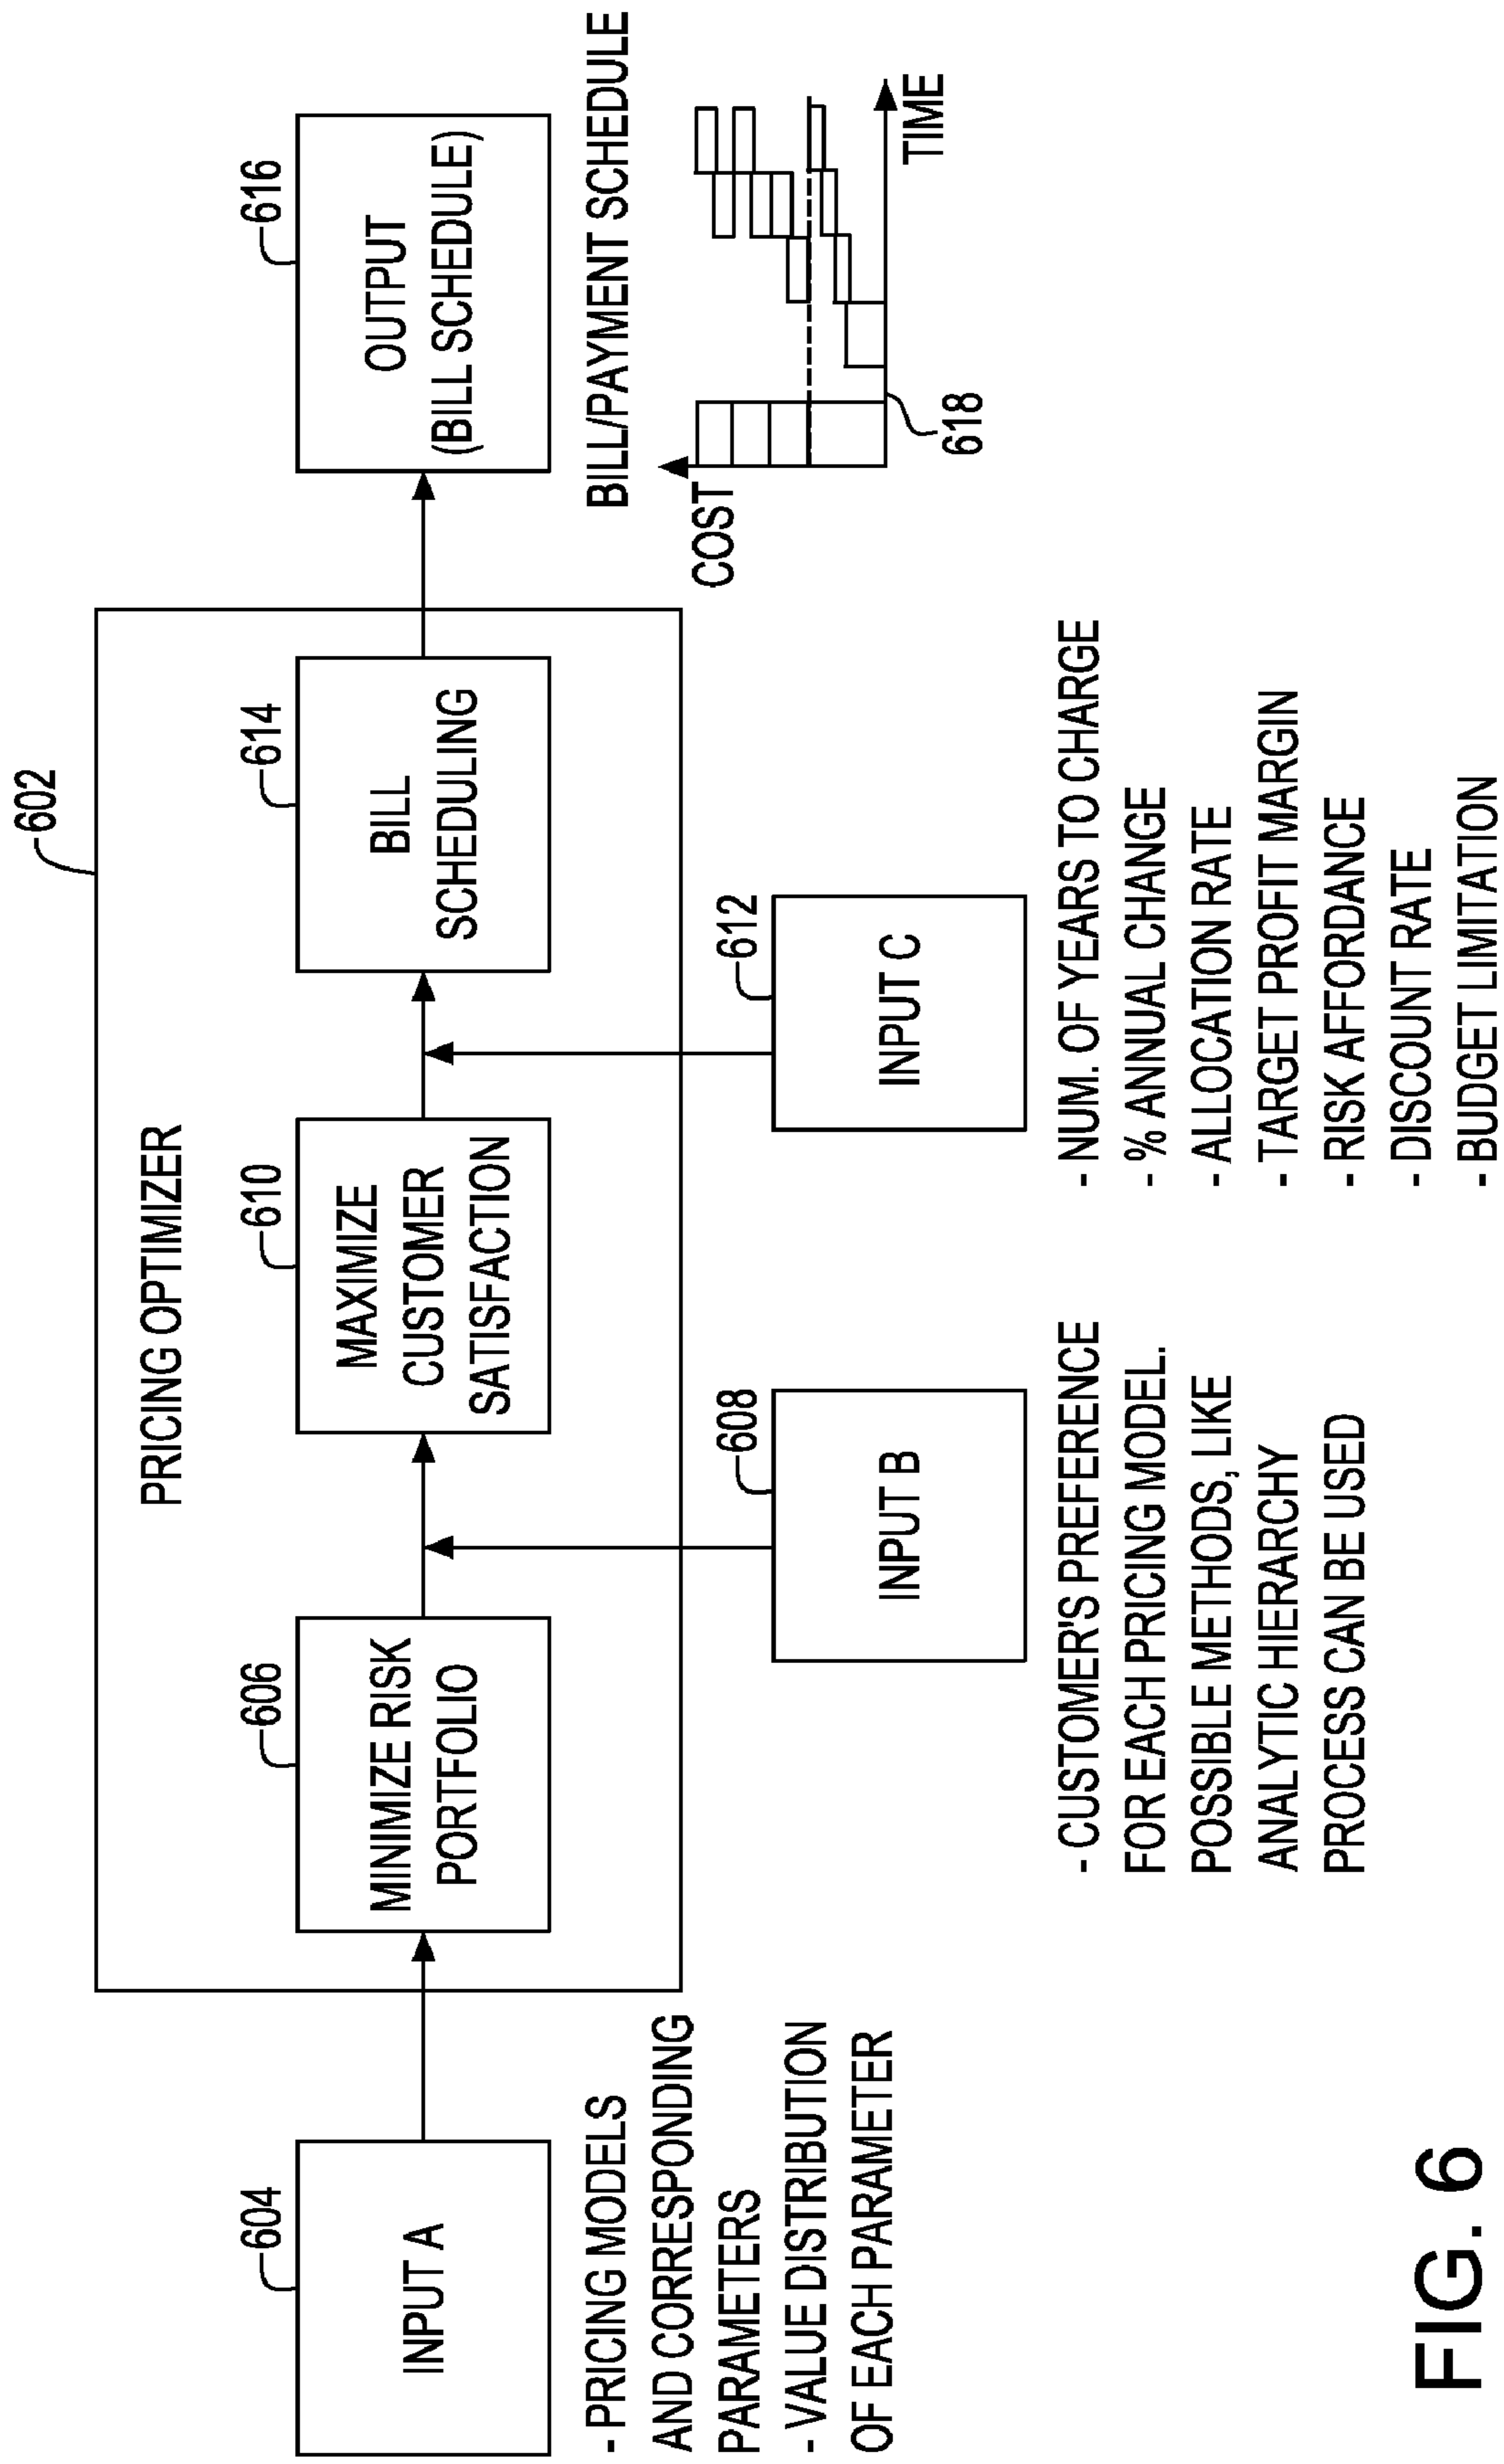 602
PRICING OPTIMIZER
604
INPUT A
- PRICING MODELS
AND CORRESPONDING
PARAMETERS
- VALUE DISTRIBUTION
OF EACH PARAMETER
606
MINIMIZE RISK
PORTFOLIO
608
INPUT B
- CUSTOMER'S PREFERENCE
FOR EACH PRICING MODEL.
POSSIBLE METHODS, LIKE
ANALYTIC HIERARCHY
PROCESS CAN BE USED
610
MAXIMIZE
CUSTOMER
SATISFACTION
612
INPUT C
- NUM. OF YEARS TO CHARGE
- % ANNUAL CHANGE
- ALLOCATION RATE
- TARGET PROFIT MARGIN
- RISK AFFORDANCE
- DISCOUNT RATE
- BUDGET LIMITATION
614
BILL
SCHEDULING
616
OUTPUT
(BILL SCHEDULE)
BILL/PAYMENT SCHEDULE
COST
TIME
618
FIG. 6